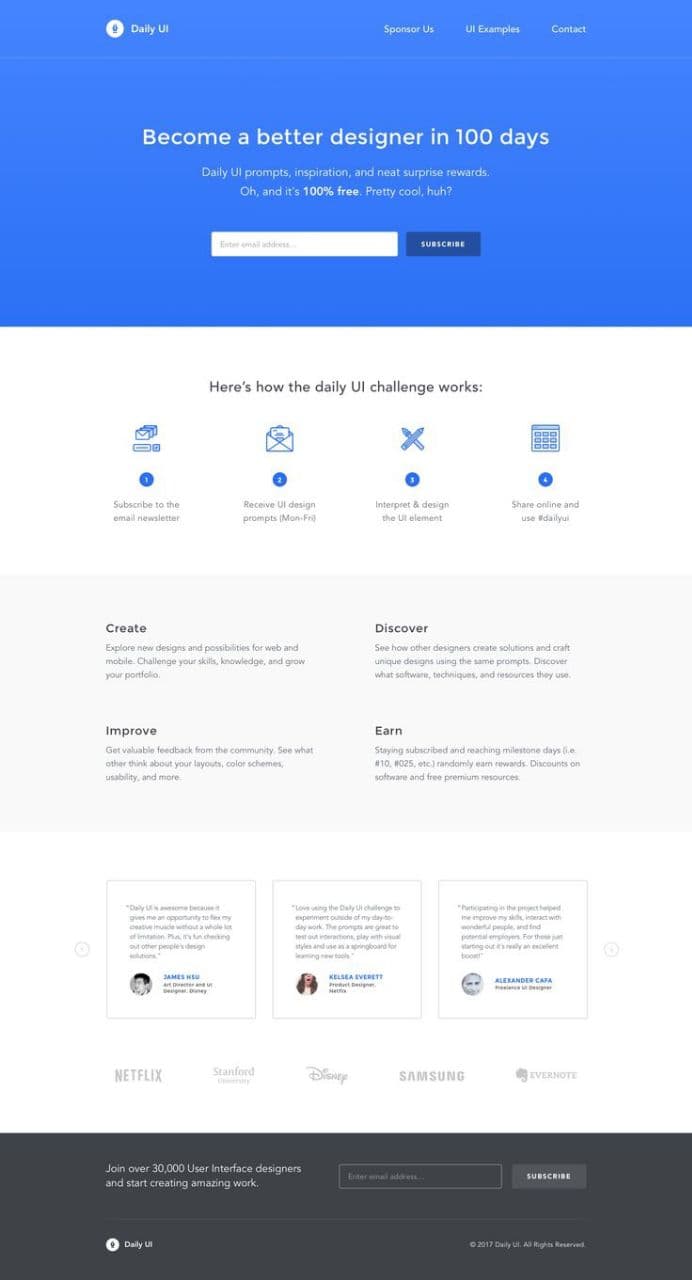 Daily UI
Sponsor Us
UI Examples
Contact
Become a better designer in 100 days
Daily UI prompts, inspiration, and neat surprise rewards.
Oh, and it's 100% free. Pretty cool, huh?
Enter email address...
SUBSCRIBE
Here's how the daily UI challenge works:
1
Subscribe to the
email newsletter
2
Receive UI design
prompts (Mon-Fri)
3
Interpret & design
the UI element
4
Share online and
use #dailyui
Create
Explore new designs and possibilities for web and
mobile. Challenge your skills, knowledge, and grow
your portfolio.
Discover
See how other designers create solutions and craft
unique designs using the same prompts. Discover
what software, techniques, and resources they use.
Improve
Get valuable feedback from the community. See what
other think about your layouts, color schemes,
usability, and more.
Earn
Staying subscribed and reaching milestone days (i.e.
#10, #025, etc.) randomly earn rewards. Discounts on
software and free premium resources.
"Daily UI is awesome because it
gives me an opportunity to flex my
creative muscle without a whole lot
of limitation. Plus, it's fun checking
out other people's design
solutions."
JAMES HSU
Art Director and UI
Designer, Disney
"Love using the Daily UI challenge to
experiment outside of my day-to-
day work. The prompts are great to
test out interactions, play with visual
styles and use as a springboard for
learning new tools."
KELSEA EVERETT
Product Designer,
Netflix
"Participating in the project helped
me improve my skills, interact with
wonderful people, and find
potential employers. For those just
starting out it's really an excellent
boost!"
ALEXANDER CAFA
Freelance UI Designer
NETFLIX
Stanford
University
Disney
SAMSUNG
EVERNOTE
Join over 30,000 User Interface designers
and start creating amazing work.
Enter email address...
SUBSCRIBE
Daily UI
© 2017 Daily UI. All Rights Reserved.